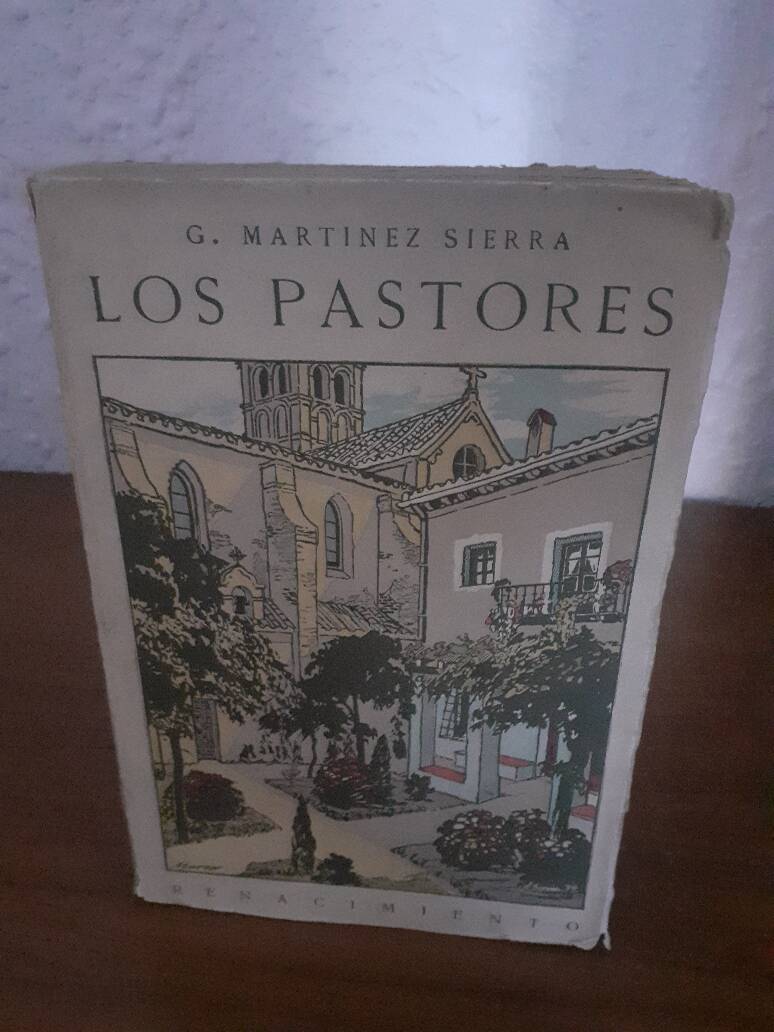 G. MARTINEZ SIERRA
LOS PASTORES
RENACIMIENTO